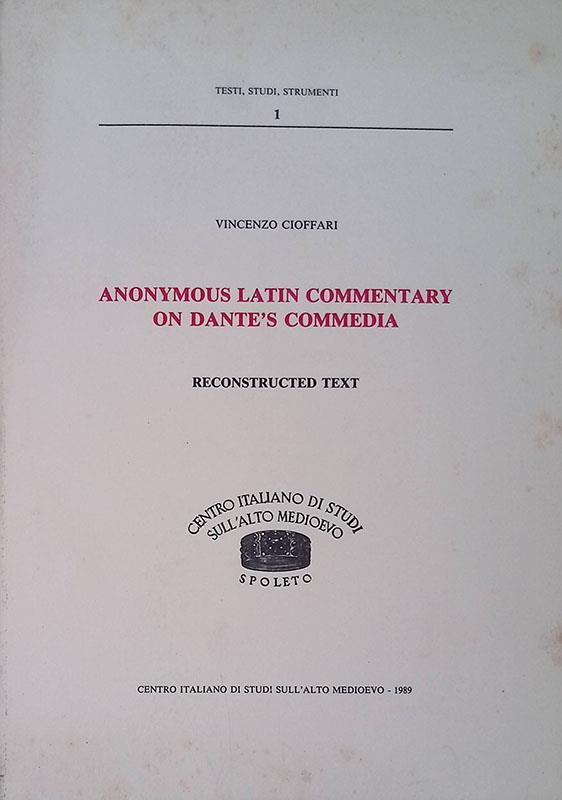 TESTI, STUDI, STRUMENTI
1
VINCENZO CIOFFARI
ANONYMOUS LATIN COMMENTARY
ON DANTE'S COMMEDIA
RECONSTRUCTED TEXT
CENTRO ITALIANO DI STUDI
SULL'ALTO MEDIOEVO
SPOLETO
CENTRO ITALIANO DI STUDI SULL'ALTO MEDIOEVO - 1989